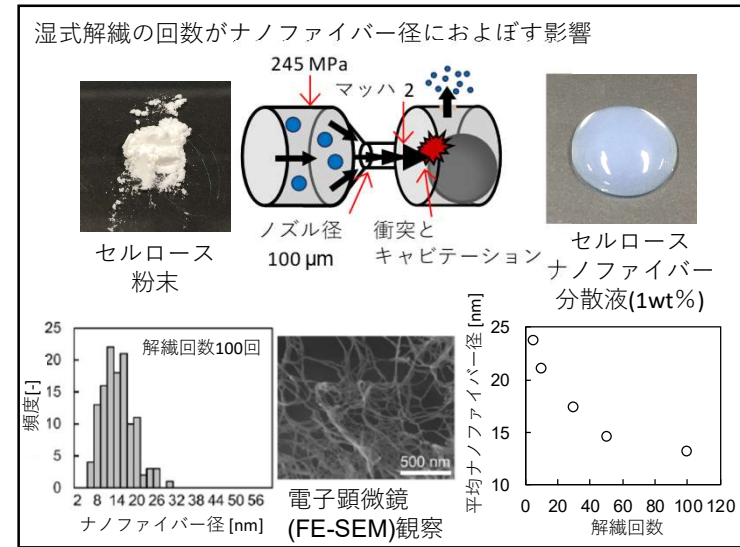 湿式解繊の回数がナノファイバー径におよぼす影響
245 MPa
マッハ 2
ノズル径
100 μm
衝突と
キャビテーション
セルロース
粉末
セルロース
ナノファイバー
分散液(1wt%)
解繊回数100回
頻度[-]
25
20
15
10
5
0
2 8 14 20 26 32 38 44 50 56
ナノファイバー径 [nm]
500 nm
電子顕微鏡
(FE-SEM)観察
平均ナノファイバー径 [nm]
25
20
15
10
0 20 40 60 80 100 120
解繊回数